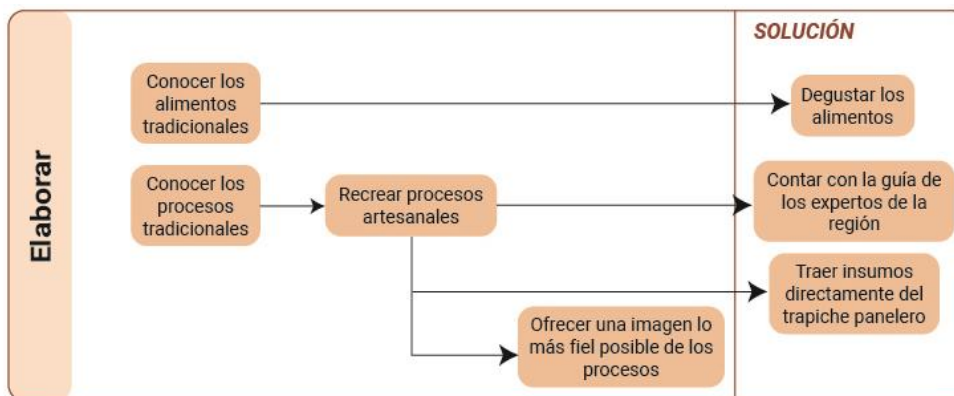 Elaborar
SOLUCIÓN
Conocer los
alimentos
tradicionales
Degustar los
alimentos
Conocer los
procesos
tradicionales
Recrear procesos
artesanales
Contar con la guía de
los expertos de la
región
Traer insumos
directamente del
trapiche panelero
Ofrecer una imagen lo
más fiel posible de los
procesos